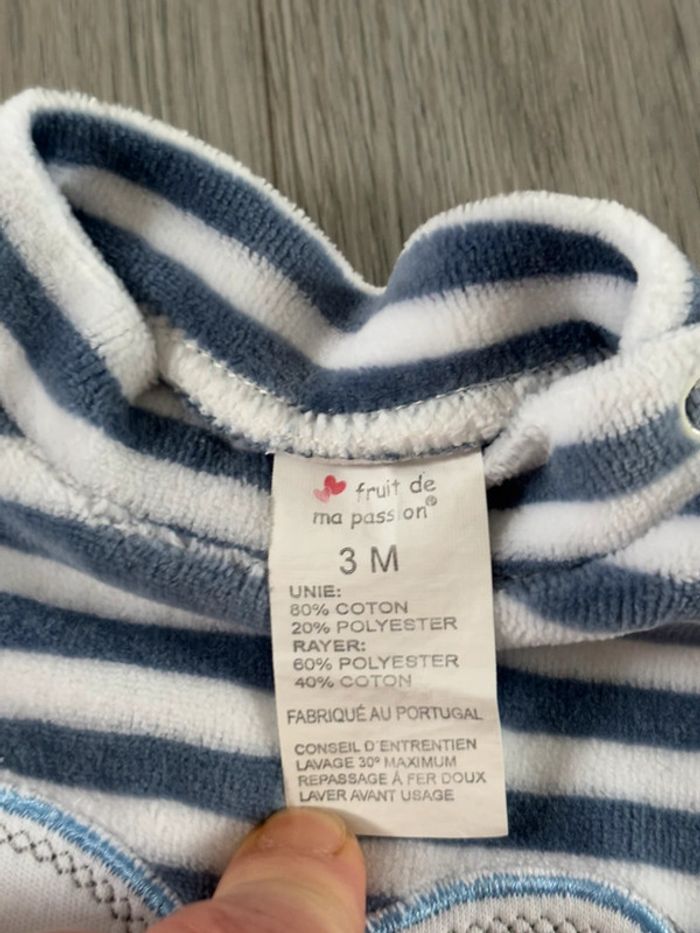 fruit de
ma passion®
3 M
UNIE:
80% COTON
20% POLYESTER
RAYER:
60% POLYESTER
40% COTON
FABRIQUÉ AU PORTUGAL
CONSEIL D'ENTRETIEN
LAVAGE 30º MAXIMUM
REPASSAGE À FER DOUX
LAVER AVANT USAGE